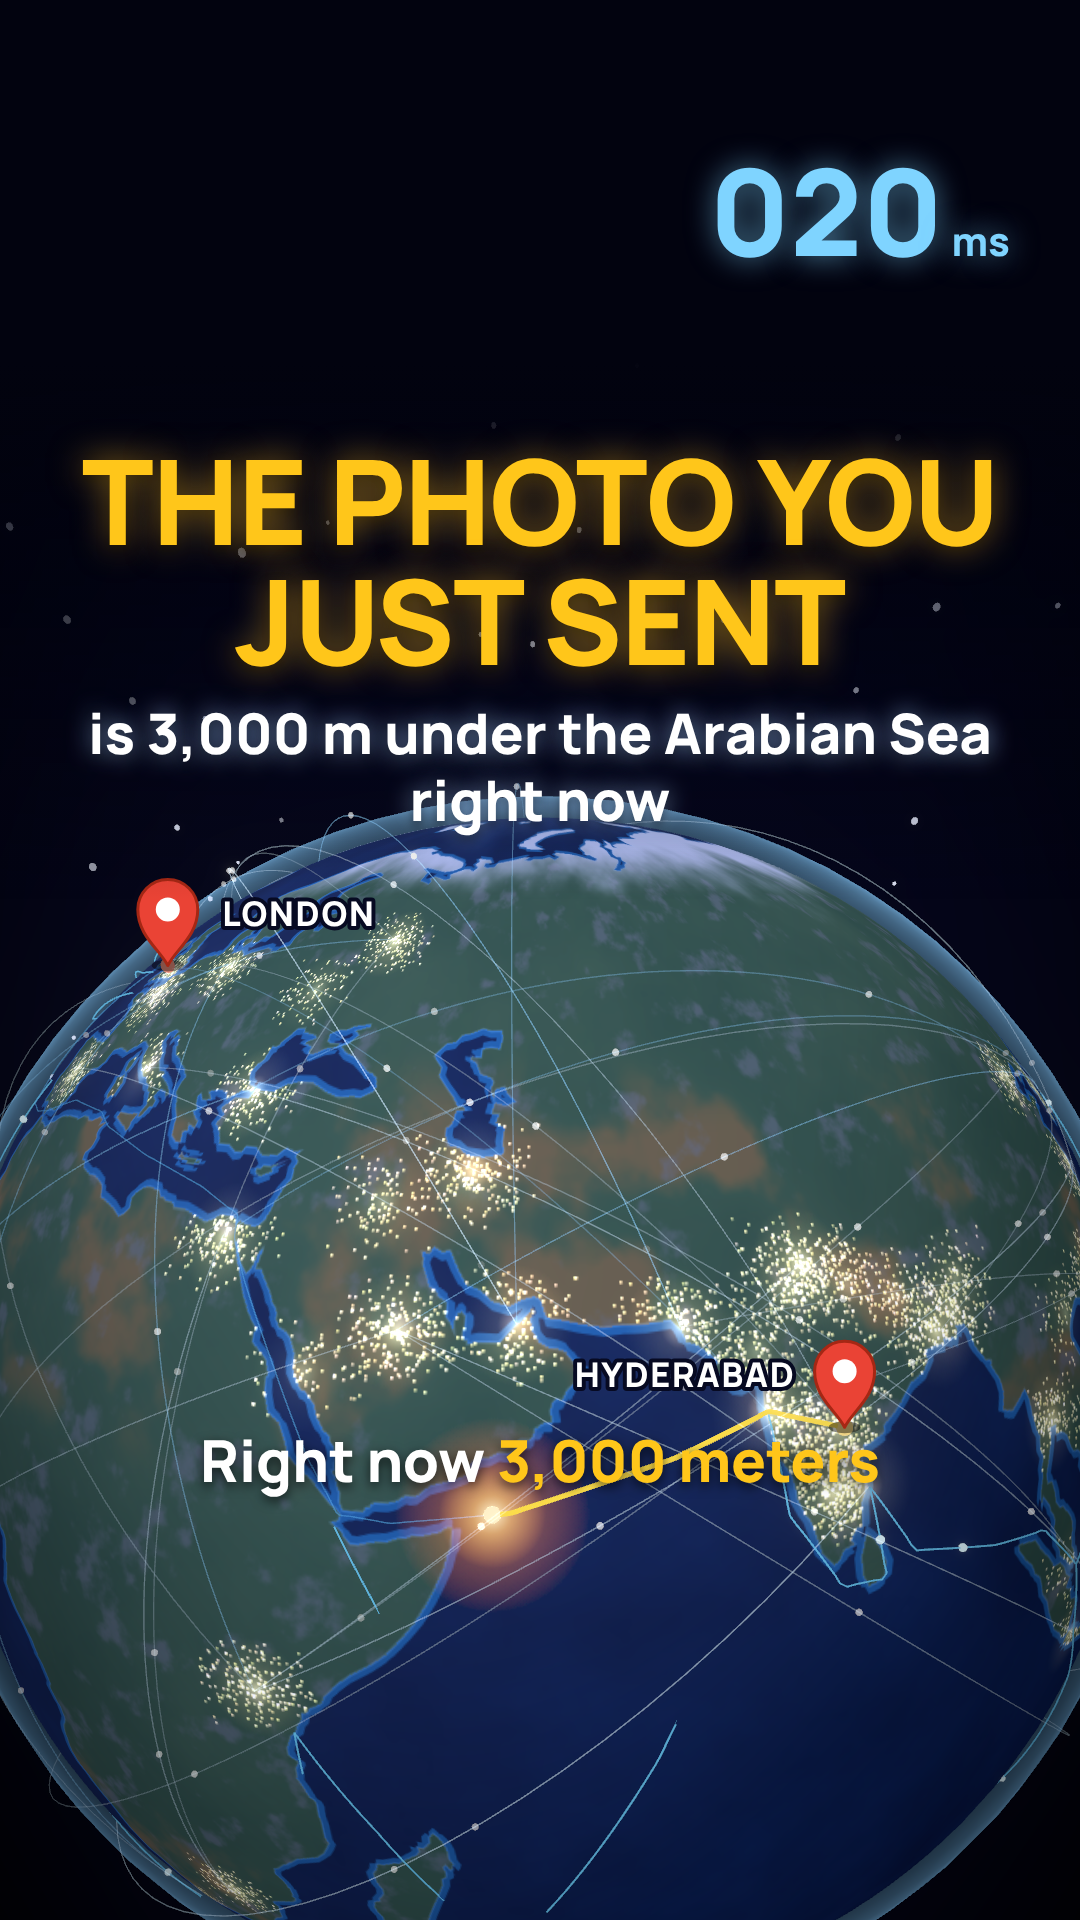 020 ms
THE PHOTO YOU
JUST SENT
is 3,000 m under the Arabian Sea
right now
LONDON
HYDERABAD
Right now 3,000 meters